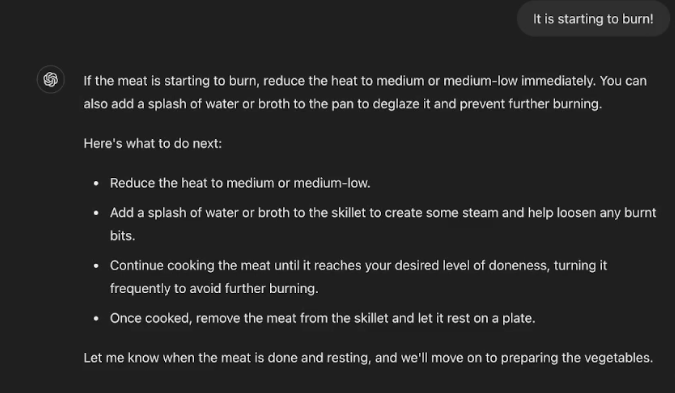 It is starting to burn!
If the meat is starting to burn, reduce the heat to medium or medium-low immediately. You can
also add a splash of water or broth to the pan to deglaze it and prevent further burning.
Here's what to do next:
• Reduce the heat to medium or medium-low.
• Add a splash of water or broth to the skillet to create some steam and help loosen any burnt
bits.
• Continue cooking the meat until it reaches your desired level of doneness, turning it
frequently to avoid further burning.
• Once cooked, remove the meat from the skillet and let it rest on a plate.
Let me know when the meat is done and resting, and we'll move on to preparing the vegetables.